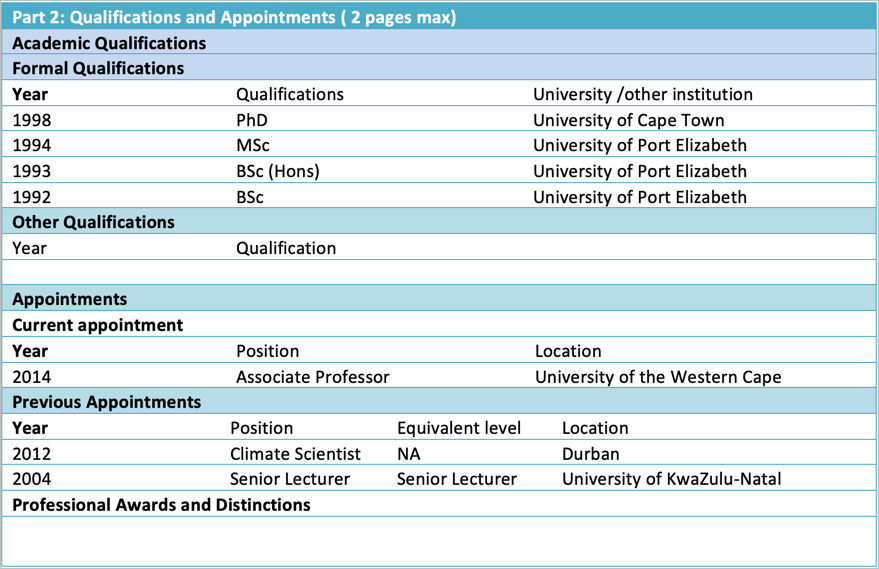 Part 2: Qualifications and Appointments ( 2 pages max)
Academic Qualifications
Formal Qualifications
Year Qualifications University /other institution
1998 PhD University of Cape Town
1994 MSc University of Port Elizabeth
1993 BSc (Hons) University of Port Elizabeth
1992 BSc University of Port Elizabeth
Other Qualifications
Year Qualification
Appointments
Current appointment
Year Position Location
2014 Associate Professor University of the Western Cape
Previous Appointments
Year Position Equivalent level Location
2012 Climate Scientist NA Durban
2004 Senior Lecturer Senior Lecturer University of KwaZulu-Natal
Professional Awards and Distinctions